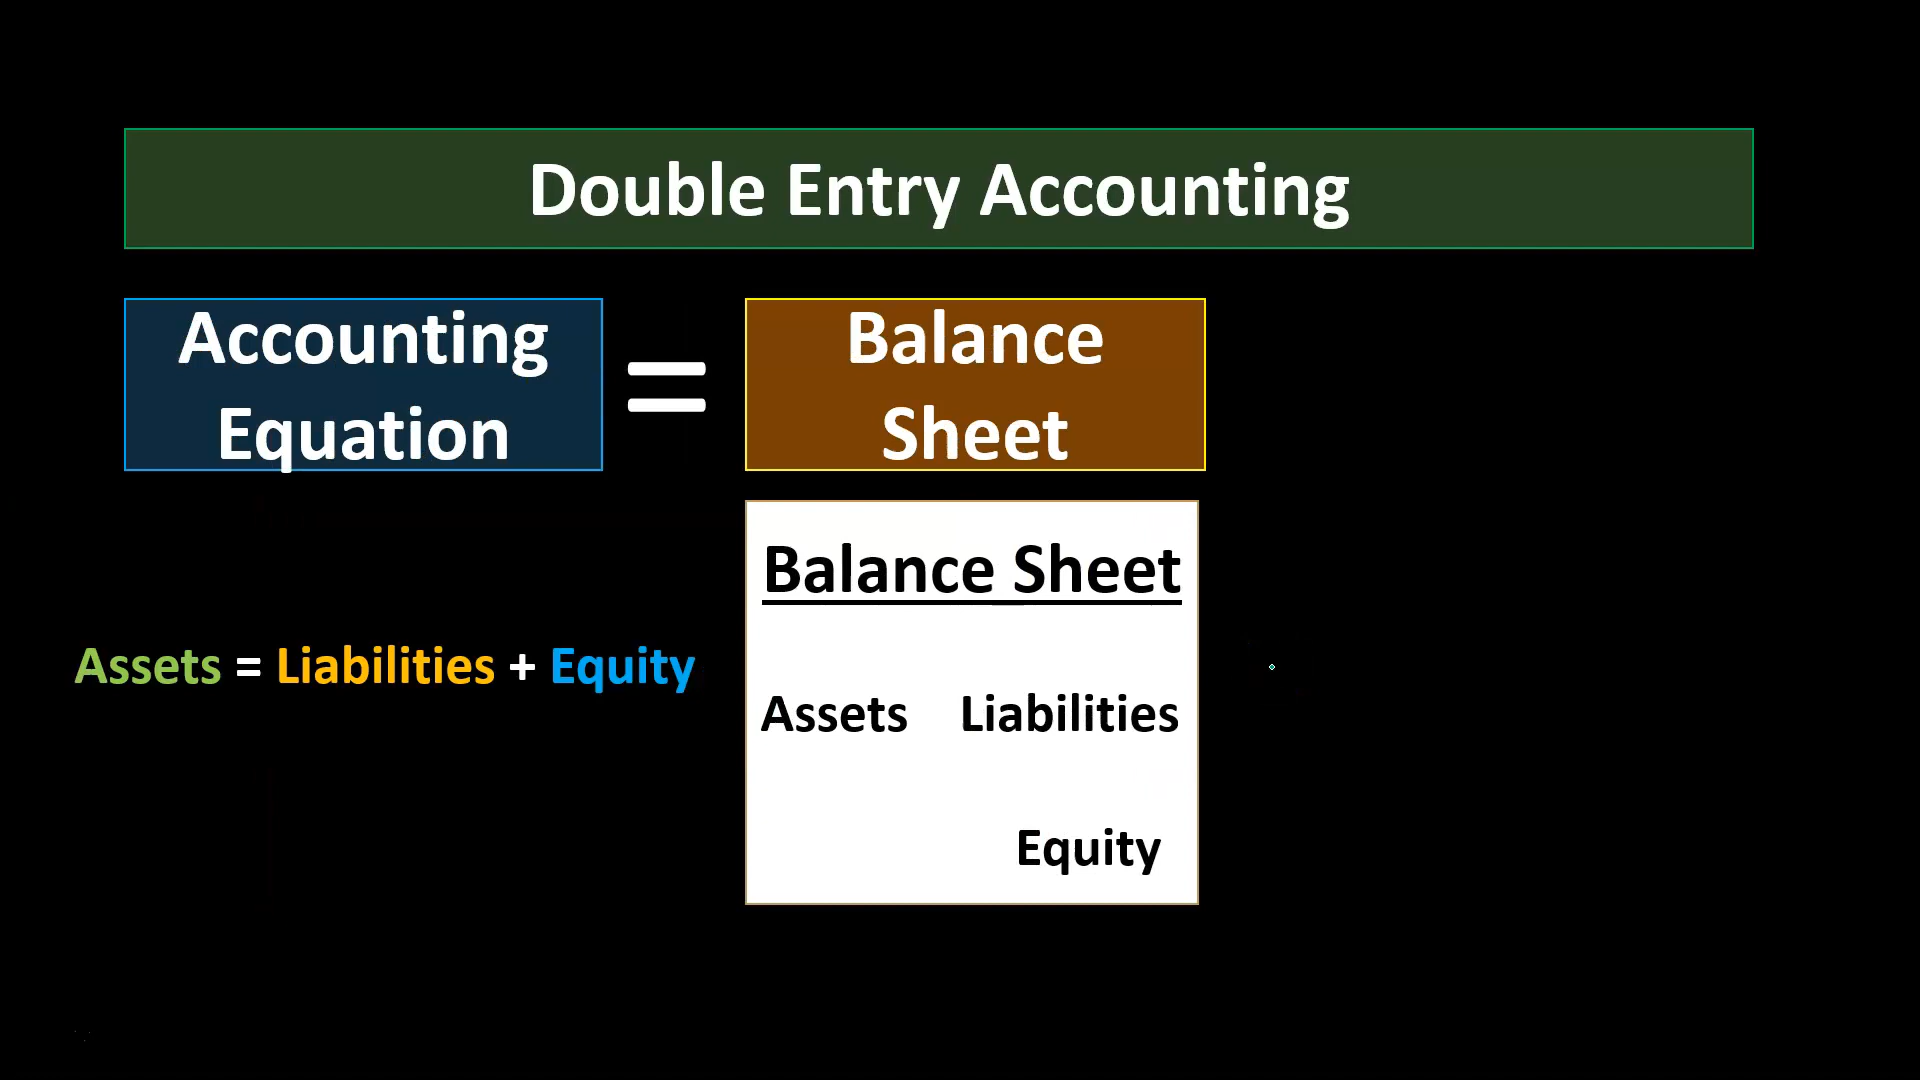 Double Entry Accounting
Accounting
Equation
=
Balance
Sheet
Assets = Liabilities + Equity
Balance Sheet
Assets Liabilities
Equity